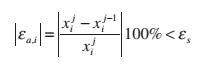 |ε_{a,i}| = |(x_i^j − x_i^{j−1}) / x_i^j| 100% < ε_s